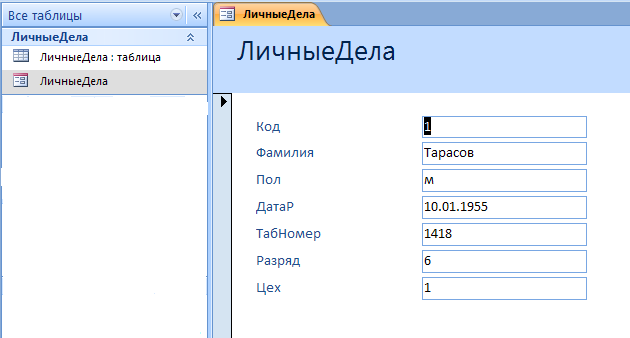 Все таблицы
ЛичныеДела
ЛичныеДела : таблица
ЛичныеДела
ЛичныеДела
ЛичныеДела
Код 1
Фамилия Тарасов
Пол м
ДатаР 10.01.1955
ТабНомер 1418
Разряд 6
Цех 1